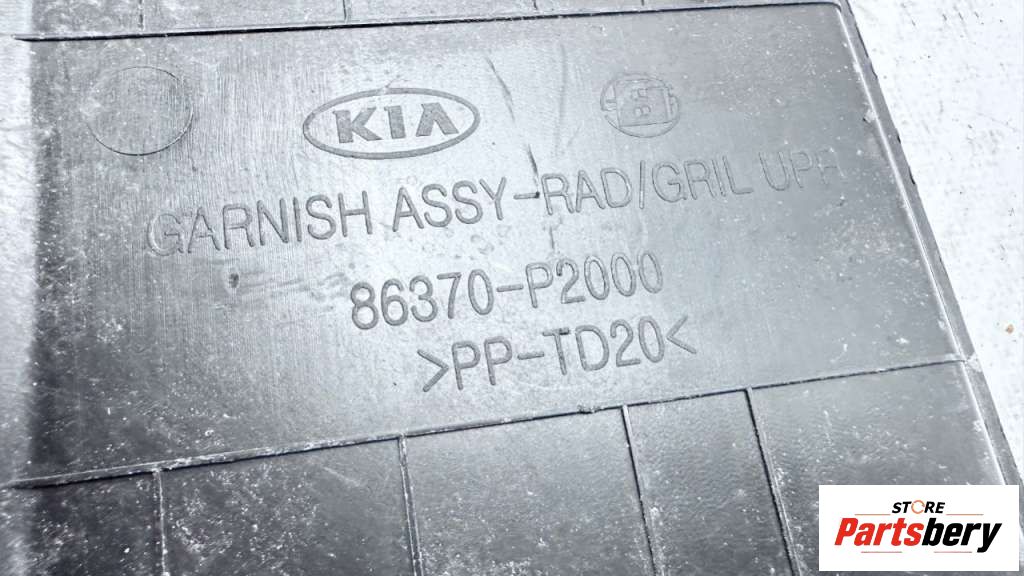 KIA
GARNISH ASSY-RAD/GRIL UPR
86370-P2000
>PP-TD20<
STORE
Partsbery